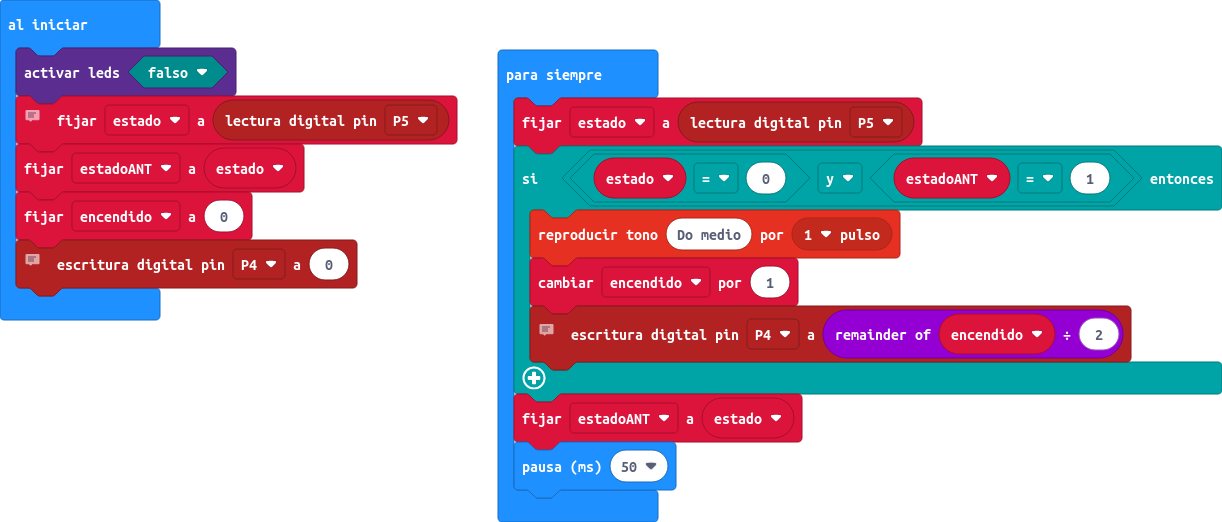 al iniciar
activar leds falso
fijar estado a lectura digital pin P5
fijar estadoANT a estado
fijar encendido a 0
escritura digital pin P4 a 0
para siempre
fijar estado a lectura digital pin P5
si estado = 0 y estadoANT = 1 entonces
reproducir tono Do medio por 1 pulso
cambiar encendido por 1
escritura digital pin P4 a remainder of encendido ÷ 2
fijar estadoANT a estado
pausa (ms) 50